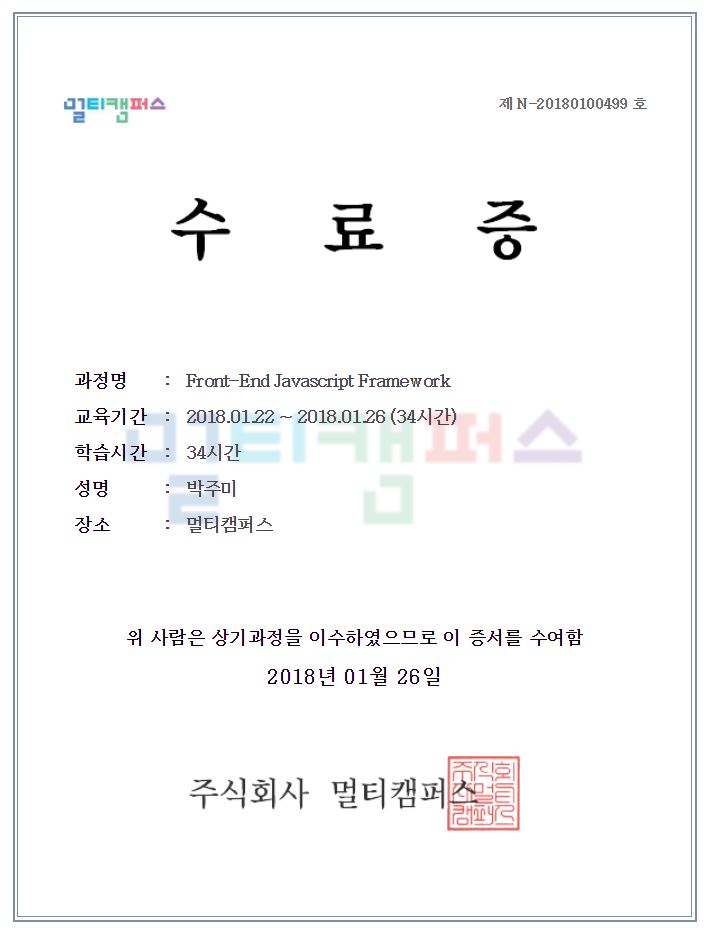 멀티캠퍼스
제 N-20180100499 호
수 료 증
과정명 : Front-End Javascript Framework
교육기간 : 2018.01.22 ~ 2018.01.26 (34시간)
학습시간 : 34시간
성명 : 박주미
장소 : 멀티캠퍼스
멀티캠퍼스
위 사람은 상기과정을 이수하였으므로 이 증서를 수여함
2018년 01월 26일
주식회사 멀티캠퍼스
주식회
사멀티
캠퍼스